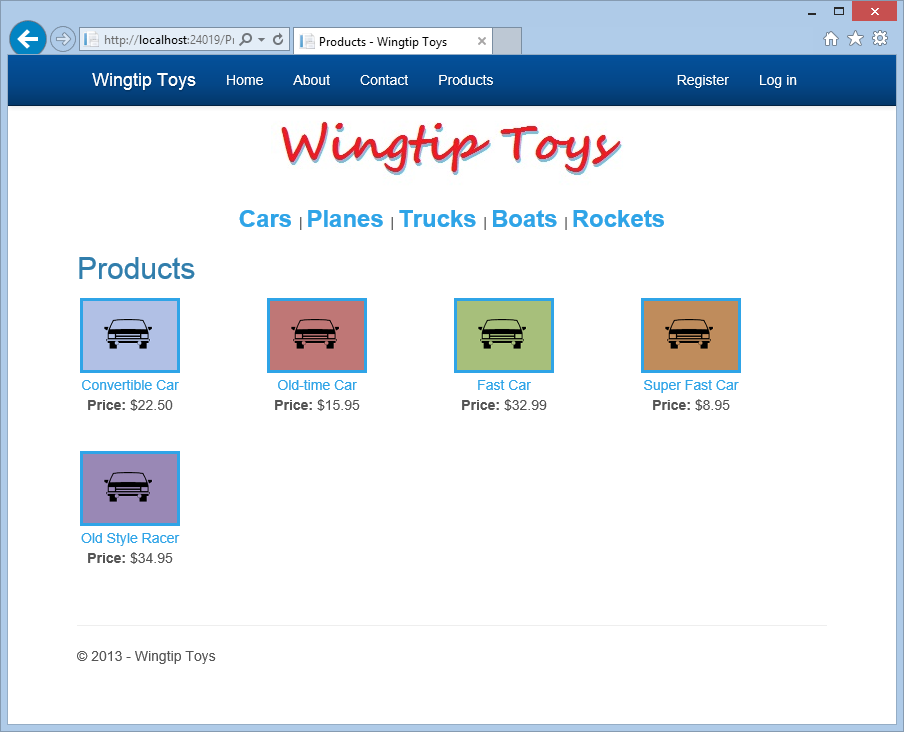 http://localhost:24019/Pr
Products - Wingtip Toys
Wingtip Toys Home About Contact Products Register Log in
Wingtip Toys
Cars | Planes | Trucks | Boats | Rockets
Products
Convertible Car Old-time Car Fast Car Super Fast Car
Price: $22.50 Price: $15.95 Price: $32.99 Price: $8.95
Old Style Racer
Price: $34.95
© 2013 - Wingtip Toys